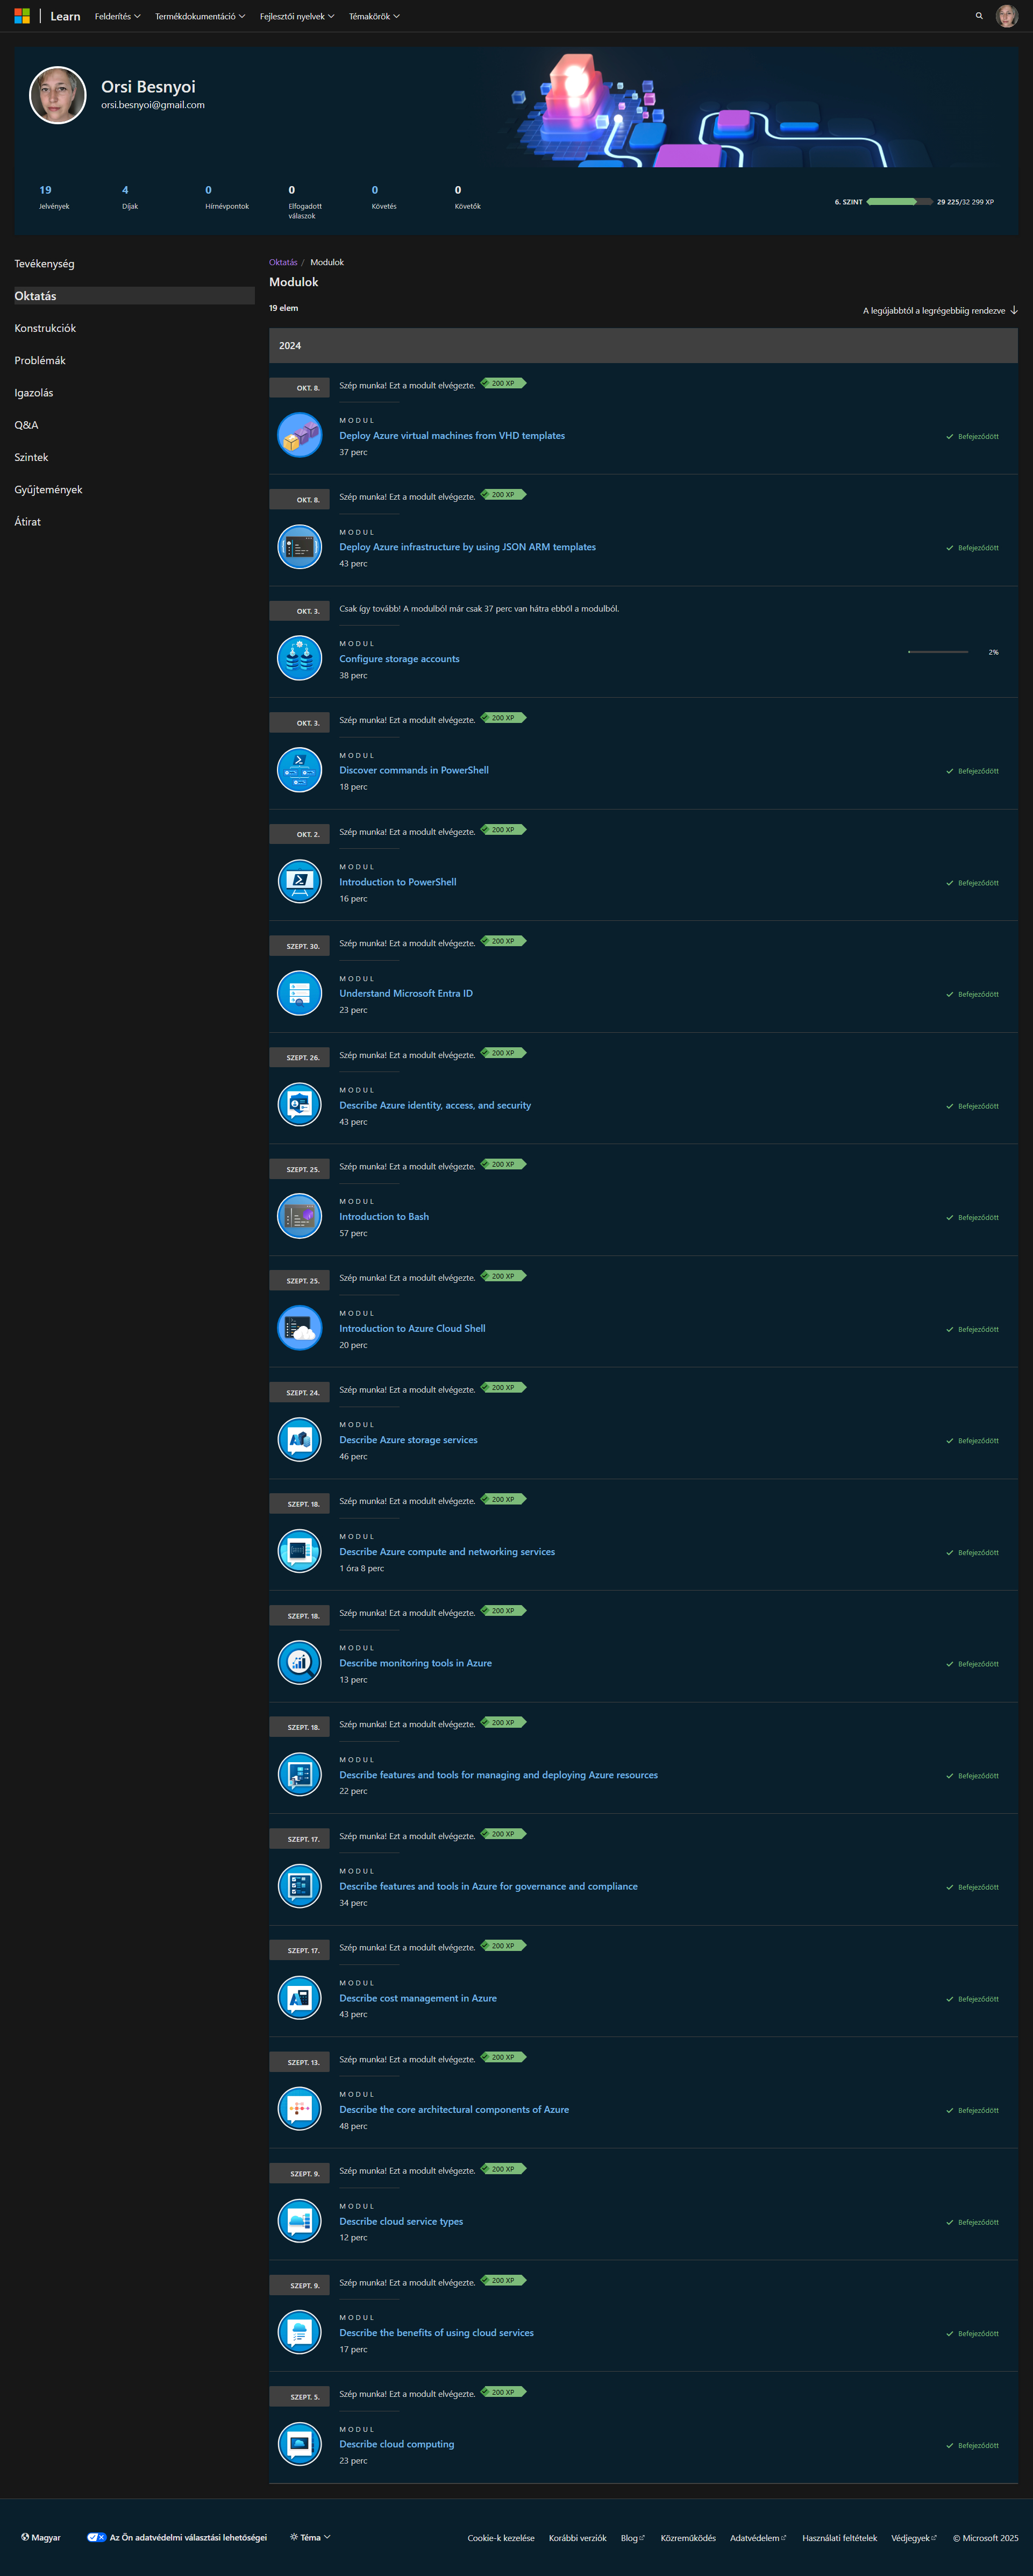 Learn
Felderítés
Termékdokumentáció
Fejlesztői nyelvek
Témakörök
Orsi Besnyoi
orsi.besnyoi@gmail.com
19
Jelvények
4
Díjak
0
Hírnévpontok
0
Elfogadott
válaszok
0
Követés
0
Követők
6. SZINT
29 225/32 299 XP
Tevékenység
Oktatás
Konstrukciók
Problémák
Igazolás
Q&A
Szintek
Gyűjtemények
Átirat
Oktatás / Modulok
Modulok
19 elem
A legújabbtól a legrégebbiig rendezve
2024
OKT. 8.
Szép munka! Ezt a modult elvégezte. 200 XP
MODUL
Deploy Azure virtual machines from VHD templates
37 perc
Befejeződött
OKT. 8.
Szép munka! Ezt a modult elvégezte. 200 XP
MODUL
Deploy Azure infrastructure by using JSON ARM templates
43 perc
Befejeződött
OKT. 3.
Csak így tovább! A modulból már csak 37 perc van hátra ebből a modulból.
MODUL
Configure storage accounts
38 perc
2%
OKT. 3.
Szép munka! Ezt a modult elvégezte. 200 XP
MODUL
Discover commands in PowerShell
18 perc
Befejeződött
OKT. 2.
Szép munka! Ezt a modult elvégezte. 200 XP
MODUL
Introduction to PowerShell
16 perc
Befejeződött
SZEPT. 30.
Szép munka! Ezt a modult elvégezte. 200 XP
MODUL
Understand Microsoft Entra ID
23 perc
Befejeződött
SZEPT. 26.
Szép munka! Ezt a modult elvégezte. 200 XP
MODUL
Describe Azure identity, access, and security
43 perc
Befejeződött
SZEPT. 25.
Szép munka! Ezt a modult elvégezte. 200 XP
MODUL
Introduction to Bash
57 perc
Befejeződött
SZEPT. 25.
Szép munka! Ezt a modult elvégezte. 200 XP
MODUL
Introduction to Azure Cloud Shell
20 perc
Befejeződött
SZEPT. 24.
Szép munka! Ezt a modult elvégezte. 200 XP
MODUL
Describe Azure storage services
46 perc
Befejeződött
SZEPT. 18.
Szép munka! Ezt a modult elvégezte. 200 XP
MODUL
Describe Azure compute and networking services
1 óra 8 perc
Befejeződött
SZEPT. 18.
Szép munka! Ezt a modult elvégezte. 200 XP
MODUL
Describe monitoring tools in Azure
13 perc
Befejeződött
SZEPT. 18.
Szép munka! Ezt a modult elvégezte. 200 XP
MODUL
Describe features and tools for managing and deploying Azure resources
22 perc
Befejeződött
SZEPT. 17.
Szép munka! Ezt a modult elvégezte. 200 XP
MODUL
Describe features and tools in Azure for governance and compliance
34 perc
Befejeződött
SZEPT. 17.
Szép munka! Ezt a modult elvégezte. 200 XP
MODUL
Describe cost management in Azure
43 perc
Befejeződött
SZEPT. 13.
Szép munka! Ezt a modult elvégezte. 200 XP
MODUL
Describe the core architectural components of Azure
48 perc
Befejeződött
SZEPT. 9.
Szép munka! Ezt a modult elvégezte. 200 XP
MODUL
Describe cloud service types
12 perc
Befejeződött
SZEPT. 9.
Szép munka! Ezt a modult elvégezte. 200 XP
MODUL
Describe the benefits of using cloud services
17 perc
Befejeződött
SZEPT. 5.
Szép munka! Ezt a modult elvégezte. 200 XP
MODUL
Describe cloud computing
23 perc
Befejeződött
Magyar
Az Ön adatvédelmi választási lehetőségei
Téma
Cookie-k kezelése
Korábbi verziók
Blog
Közreműködés
Adatvédelem
Használati feltételek
Védjegyek
© Microsoft 2025